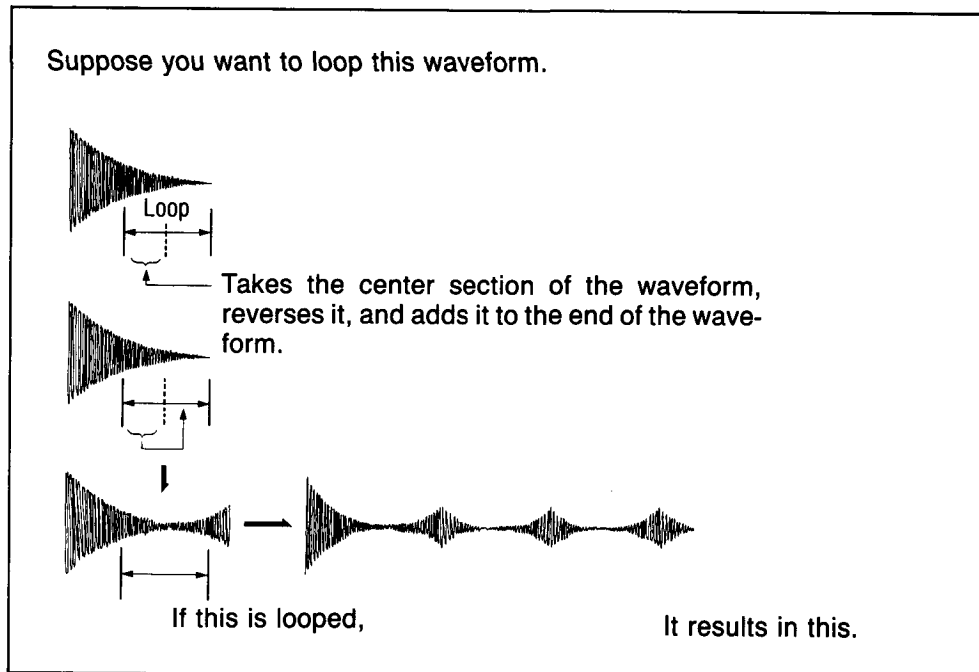 Suppose you want to loop this waveform.
Loop
Takes the center section of the waveform,
reverses it, and adds it to the end of the wave-
form.
If this is looped,
It results in this.